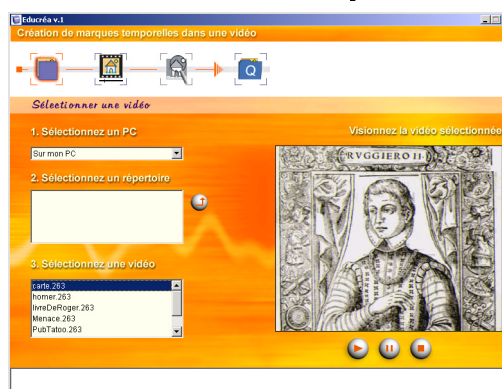 Educréa v.1
Création de marques temporelles dans une vidéo
Q
Sélectionner une vidéo
1. Sélectionnez un PC
Visionnez la vidéo sélectionnée
Sur mon PC
RVGGIERO II
2. Sélectionnez un répertoire
3. Sélectionnez une vidéo
carte.263
homer.263
livreDeRoger.263
Menace.263
PubTatoo.263